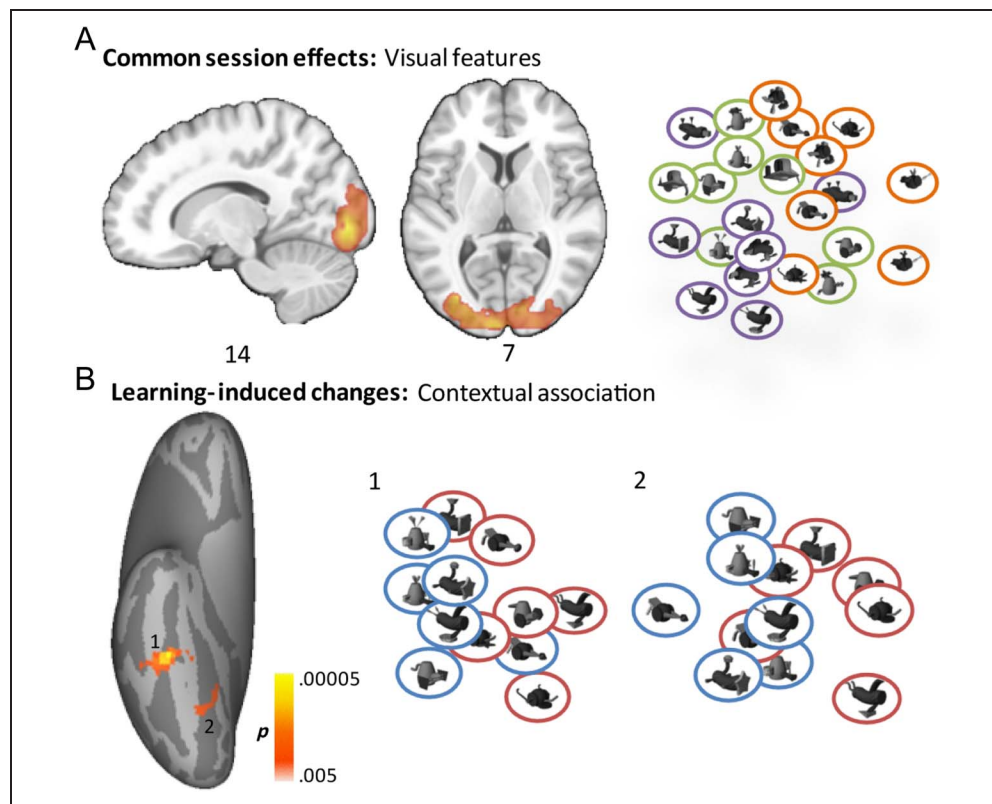 A
Common session effects: Visual features
14
7
B
Learning-induced changes: Contextual association
1
2
1
2
.00005
p
.005